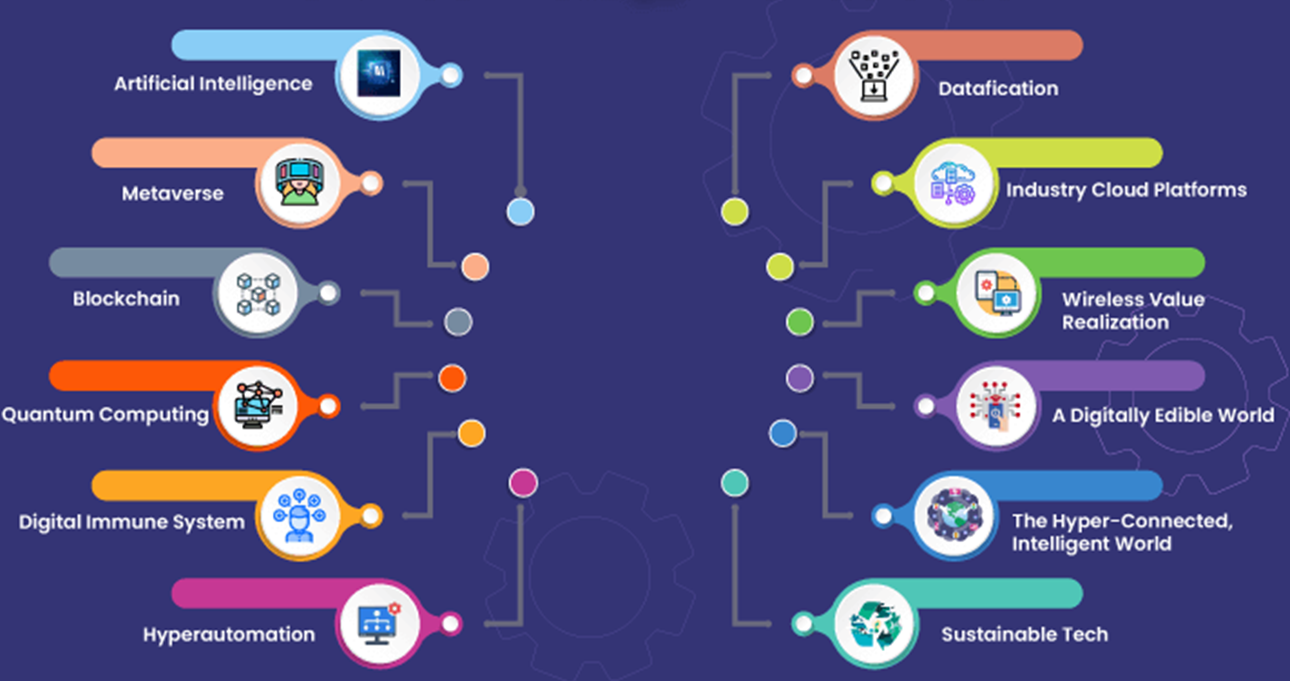 Artificial Intelligence
Metaverse
Blockchain
Quantum Computing
Digital Immune System
Hyperautomation
Datafication
Industry Cloud Platforms
Wireless Value
Realization
A Digitally Edible World
The Hyper-Connected,
Intelligent World
Sustainable Tech